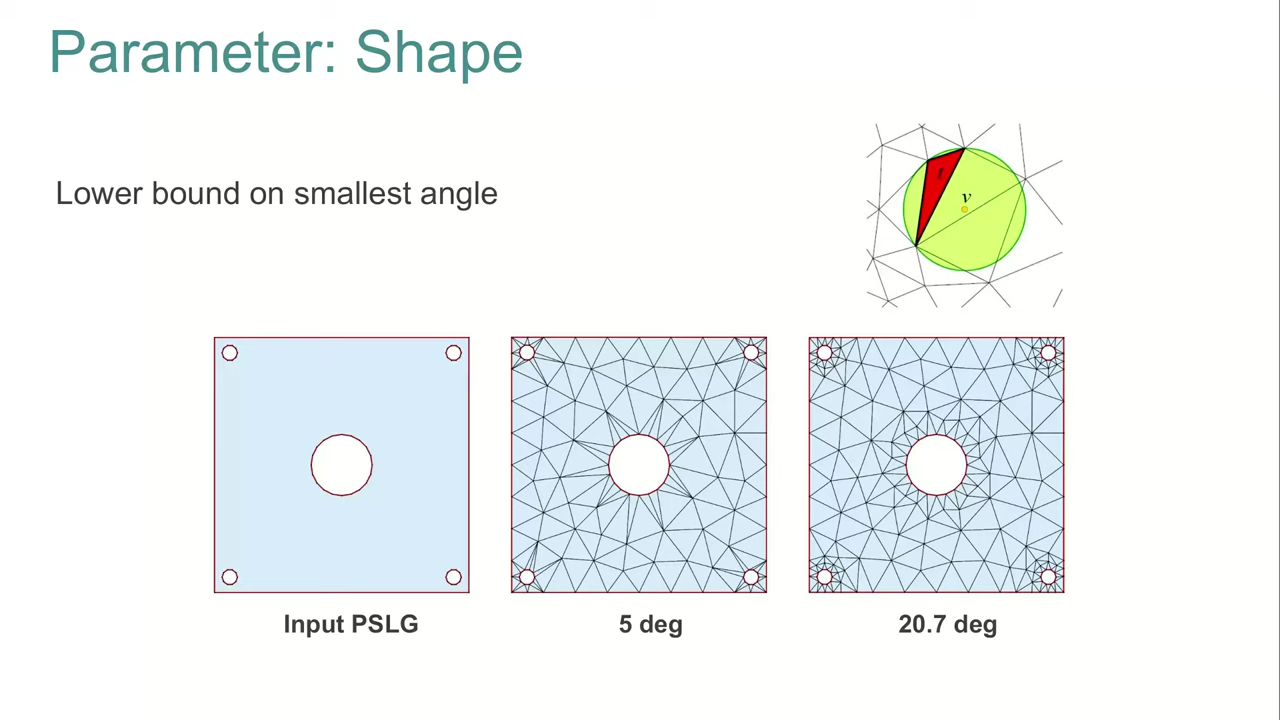 Parameter: Shape
Lower bound on smallest angle
t
v
Input PSLG
5 deg
20.7 deg